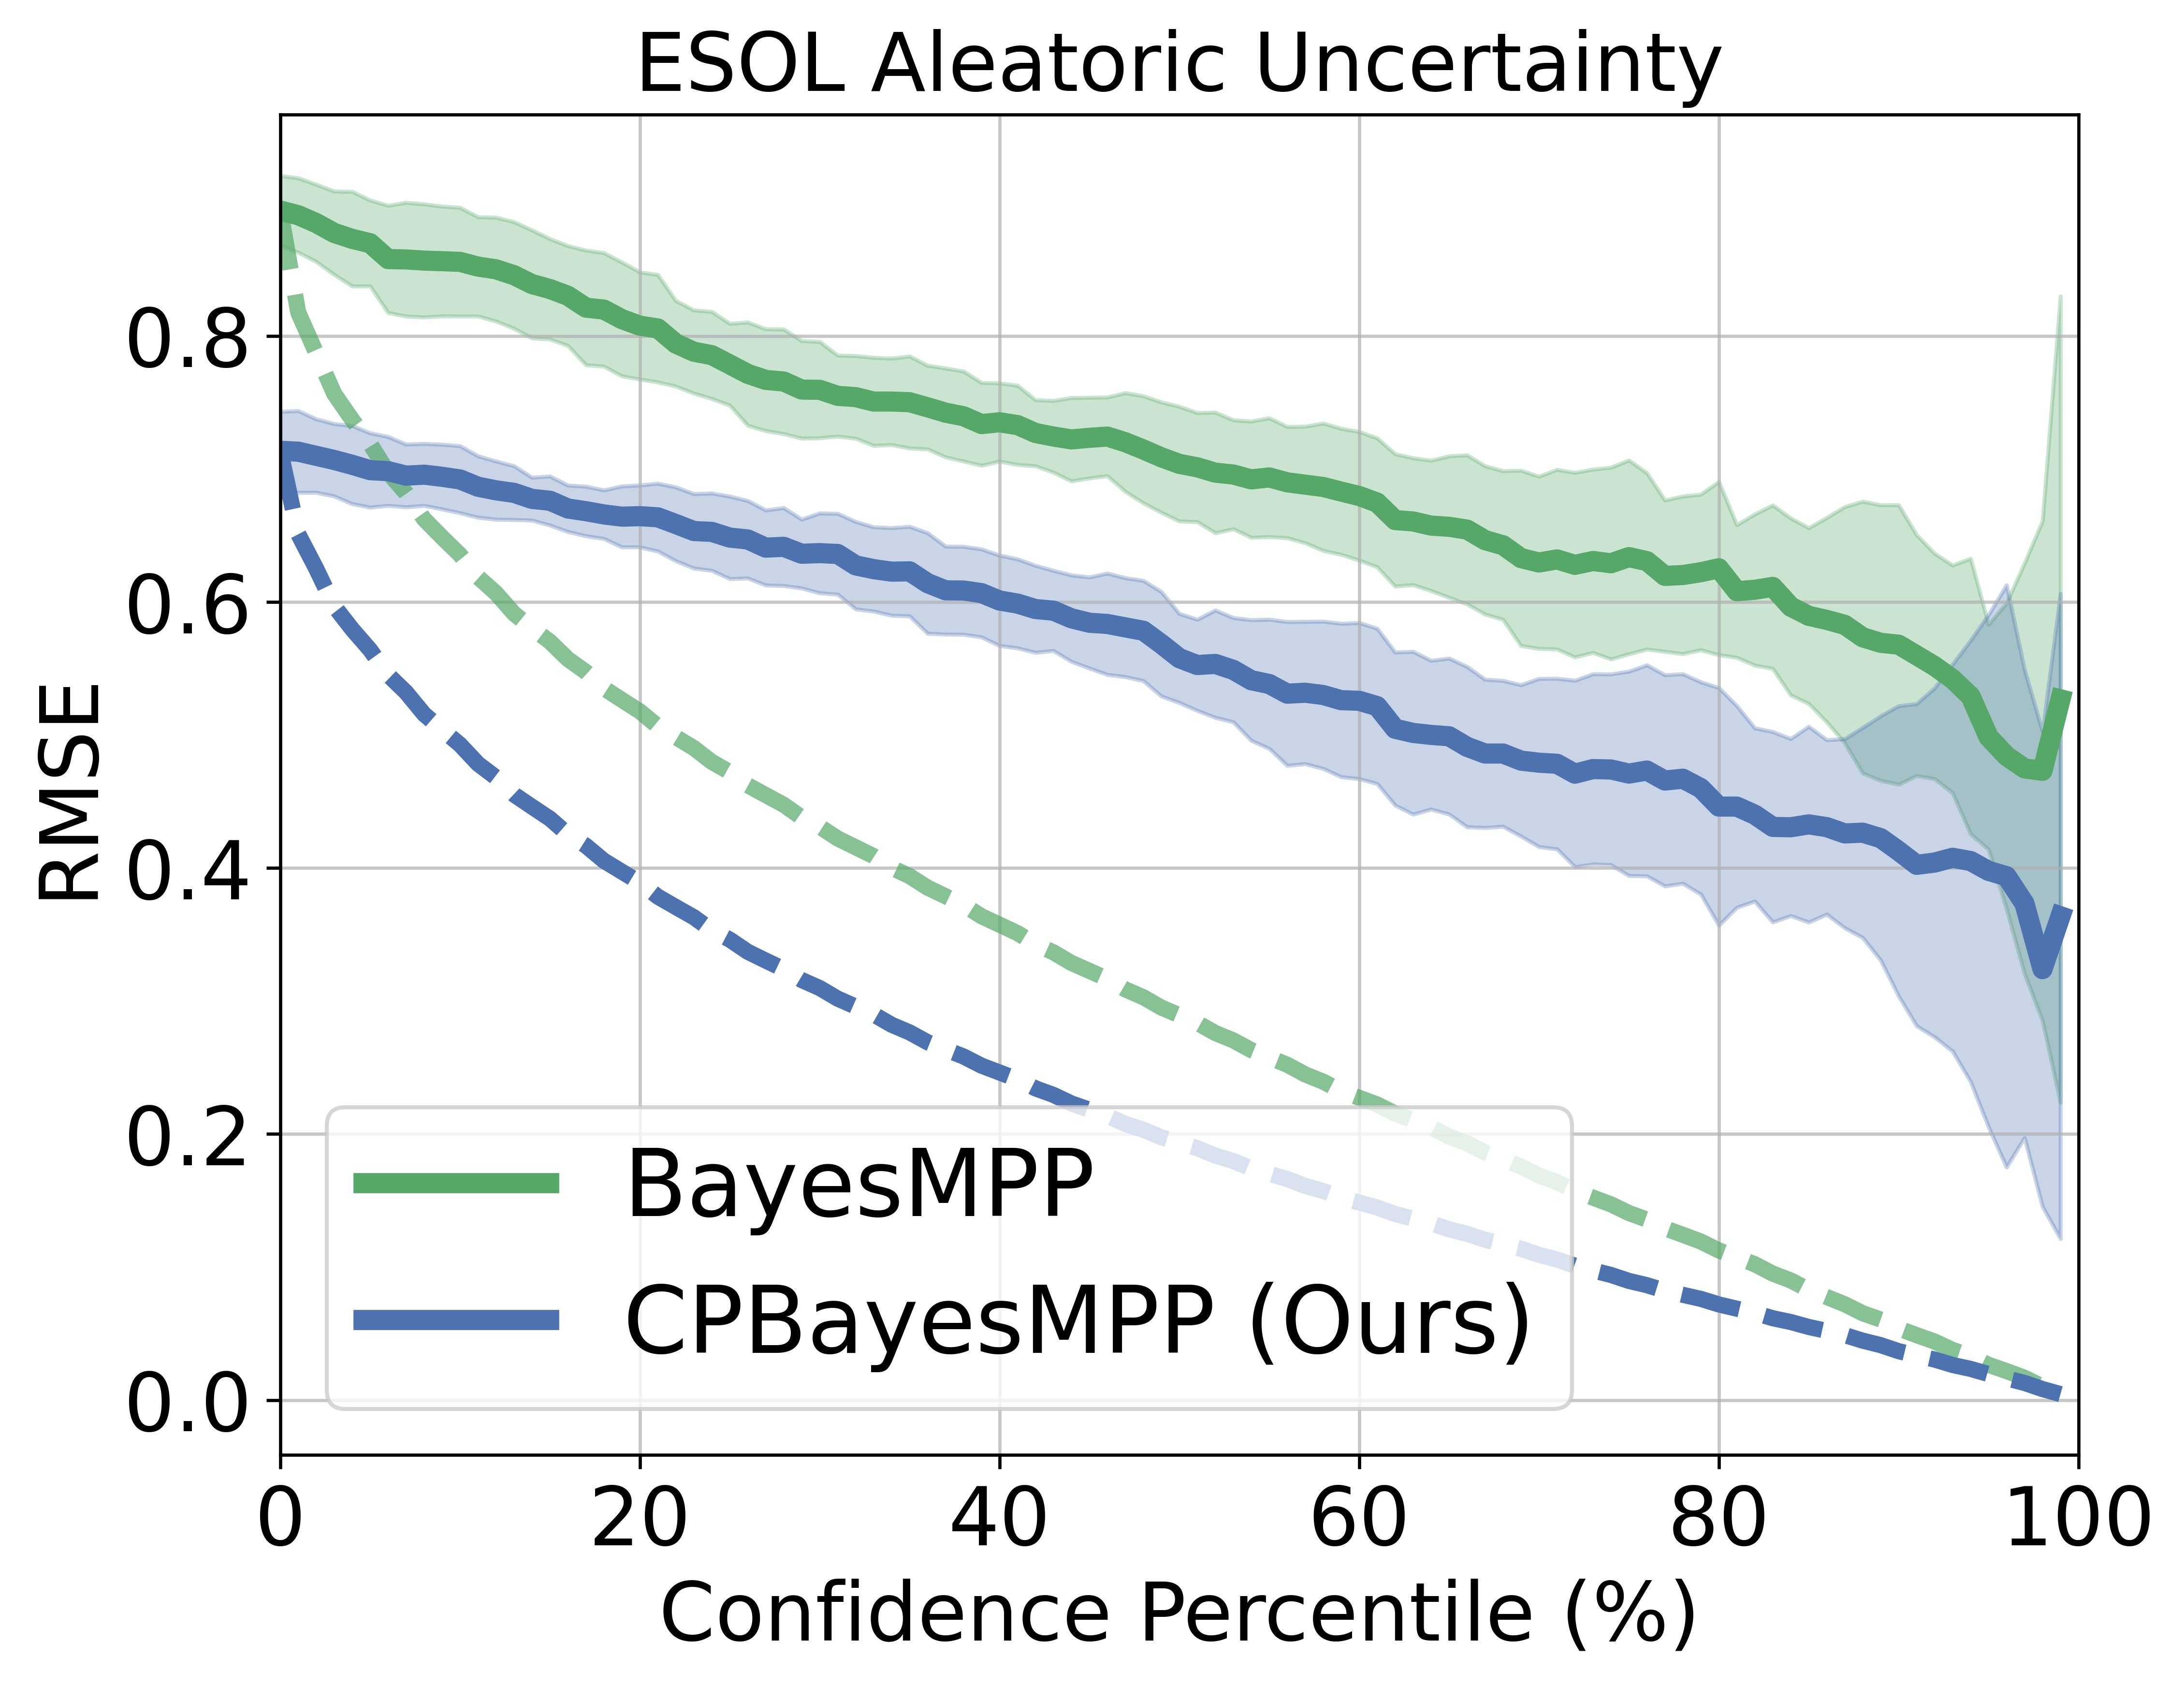 ESOL Aleatoric Uncertainty
RMSE
0.8
0.6
0.4
0.2
0.0
BayesMPP
CPBayesMPP (Ours)
0 20 40 60 80 100
Confidence Percentile (%)